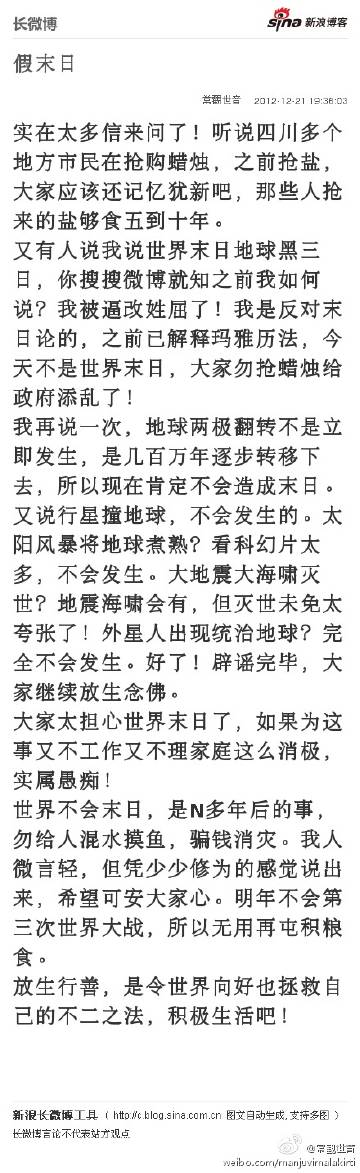 长微博
sina 新浪博客
假末日
常翻世音 2012-12-21 19:36:03
实在太多信来问了！听说四川多个
地方市民在抢购蜡烛，之前抢盐，
大家应该还记忆犹新吧，那些人抢
来的盐够食五到十年。
又有人说我说世界末日地球黑三
日，你搜搜微博就知之前我如何
说？我被逼改姓屈了！我是反对末
日论的，之前已解释玛雅历法，今
天不是世界末日，大家勿抢蜡烛给
政府添乱了！
我再说一次，地球两极翻转不是立
即发生，是几百万年逐步转移下
去，所以现在肯定不会造成末日。
又说行星撞地球，不会发生的。太
阳风暴将地球煮熟？看科幻片太
多，不会发生。大地震大海啸灭
世？地震海啸会有，但灭世未免太
夸张了！外星人出现统治地球？完
全不会发生。好了！辟谣完毕，大
家继续放生念佛。
大家太担心世界末日了，如果为这
事又不工作又不理家庭这么消极，
实属愚痴！
世界不会末日，是N多年后的事，
勿给人混水摸鱼，骗钱消灾。我人
微言轻，但凭少少修为的感觉说出
来，希望可安大家心。明年不会第
三次世界大战，所以无用再屯积粮
食。
放生行善，是令世界向好也拯救自
己的不二之法，积极生活吧！
新浪长微博工具（ http://c.blog.sina.com.cn 图文自动生成，支持多图 ）
长微博言论不代表站方观点
@常翻世音
weibo.com/manjuvimalakirti